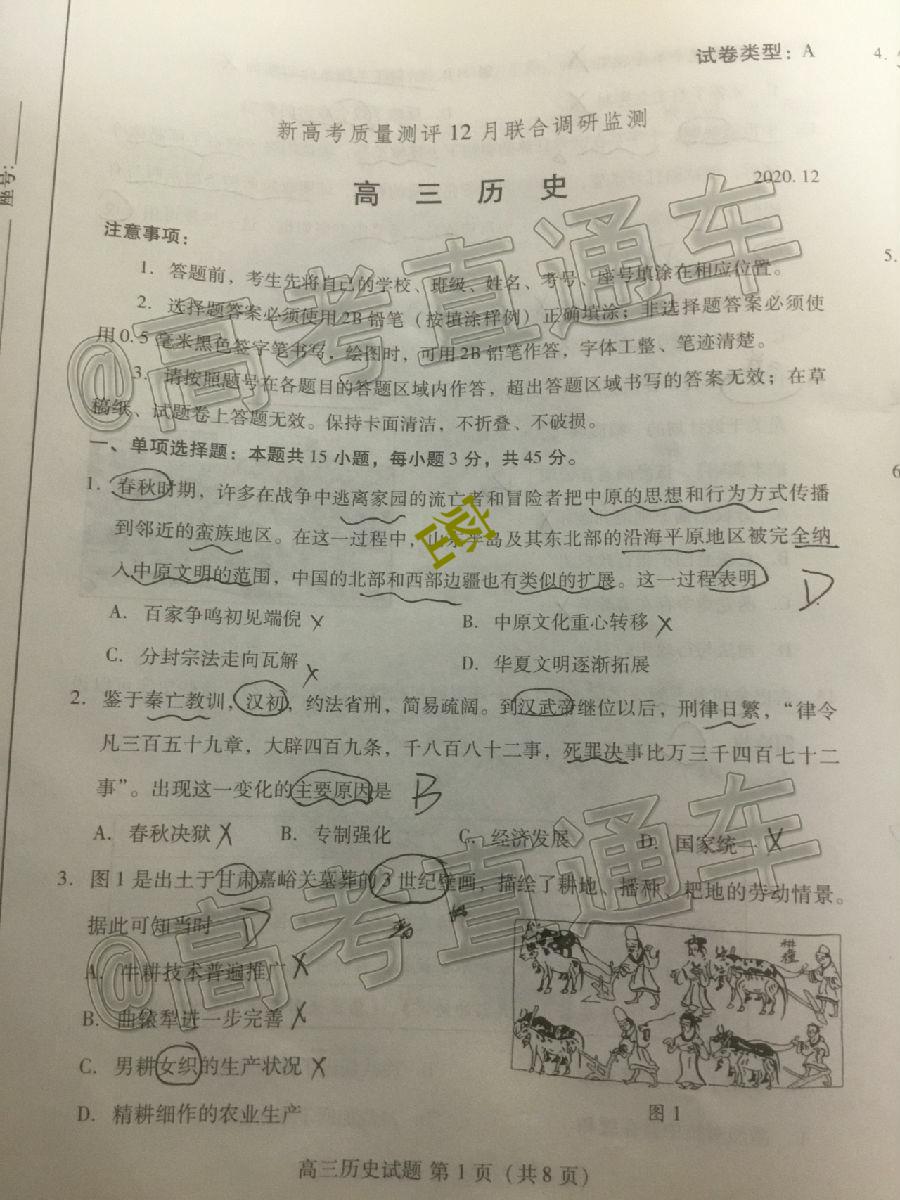 试卷类型：A
4.
新高考质量测评12月联合调研监测
2020.12
高三历史
座号:
注意事项：
1. 答题前，考生先将自己的学校、班级、姓名、考号、座号填涂在相应位置。
2. 选择题答案必须使用2B铅笔（按填涂样例）正确填涂；非选择题答案必须使
用0.5毫米黑色签字笔书写，绘图时，可用2B铅笔作答，字体工整、笔迹清楚。
3. 请按照题号在各题目的答题区域内作答，超出答题区域书写的答案无效；在草
稿纸、试题卷上答题无效。保持卡面清洁，不折叠、不破损。
5.
@高考直通车
6
一、单项选择题：本题共15小题，每小题3分，共45分。
1. 春秋时期，许多在战争中逃离家园的流亡者和冒险者把中原的思想和行为方式传播
到邻近的蛮族地区。在这一过程中，山东半岛及其东北部的沿海平原地区被完全纳
入中原文明的范围，中国的北部和西部边疆也有类似的扩展。这一过程表明 D
密
A. 百家争鸣初见端倪 x B. 中原文化重心转移 x
C. 分封宗法走向瓦解 x D. 华夏文明逐渐拓展
2. 鉴于秦亡教训，汉初，约法省刑，简易疏阔。到汉武帝继位以后，刑律日繁，“律令
凡三百五十九章，大辟四百九条，千八百八十二事，死罪决事比万三千四百七十二
事”。出现这一变化的主要原因是 B
A. 春秋决狱 x B. 专制强化 C. 经济发展 D. 国家统一 x
3. 图1是出土于甘肃嘉峪关墓葬的3世纪壁画，描绘了耕地、播种、耙地的劳动情景。
据此可知当时 D
A. 牛耕技术普遍推广 x
B. 曲辕犁进一步完善 x
C. 男耕女织的生产状况 x
D. 精耕细作的农业生产
耕種
图1
@高考直通车
高三历史试题 第1页（共8页）